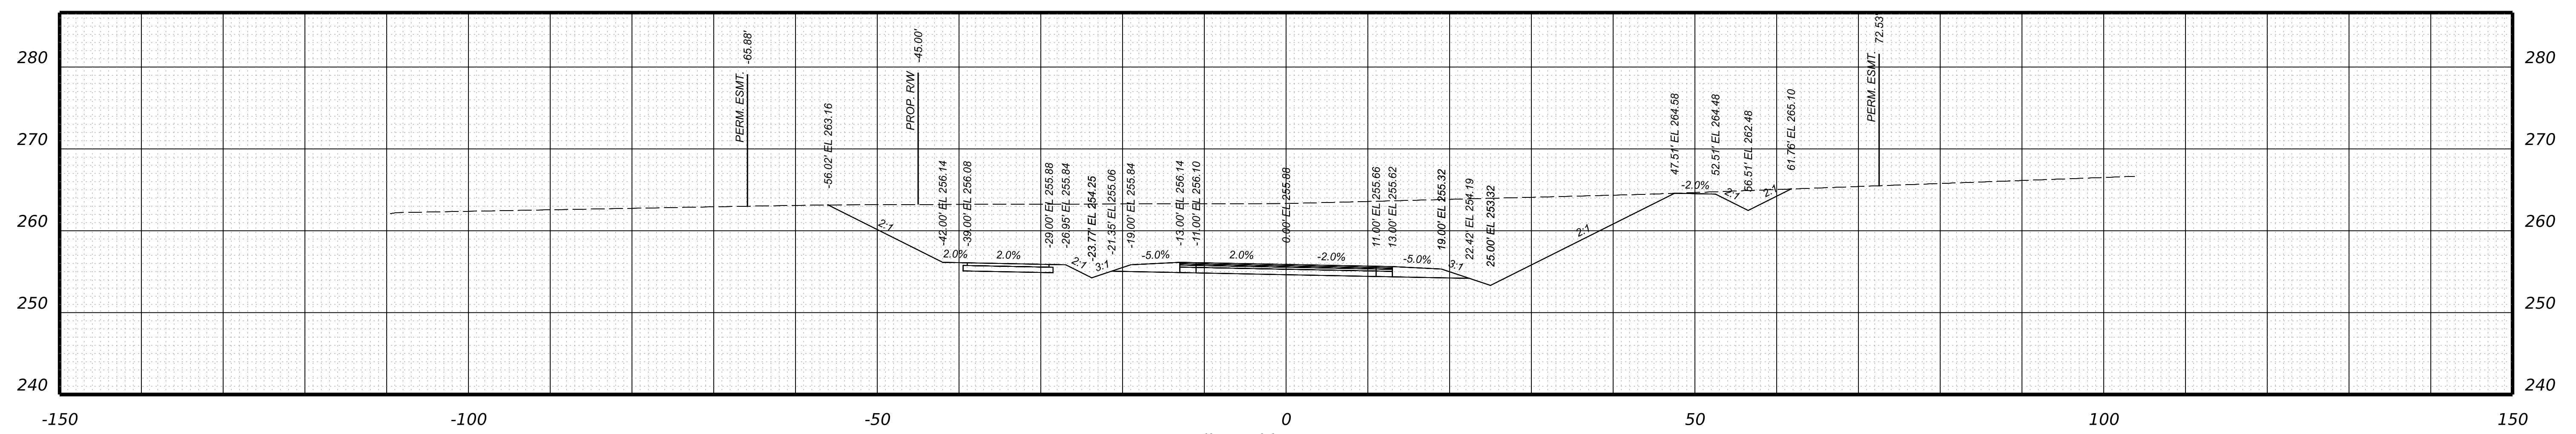 280
270
260
250
240
PERM. ESMT. -65.88'
-56.02' EL 263.16
PROP. R/W -45.00'
-42.00' EL 256.14
-39.00' EL 256.08
-29.00' EL 255.88
-26.95' EL 255.84
-23.77' EL 254.25
-21.35' EL 255.06
-19.00' EL 255.84
-13.00' EL 256.14
-11.00' EL 256.10
0.00' EL 255.88
11.00' EL 255.66
13.00' EL 255.62
19.00' EL 255.32
22.42' EL 254.19
25.00' EL 253.32
47.51' EL 264.58
52.51' EL 264.48
56.51' EL 262.48
61.76' EL 265.10
PERM. ESMT. 72.53'
2:1
2.0%
2.0%
2:1
3:1
-5.0%
2.0%
-2.0%
-5.0%
3:1
2:1
-2.0%
2:1
2:1
280
270
260
250
240
-150
-100
-50
0
50
100
150